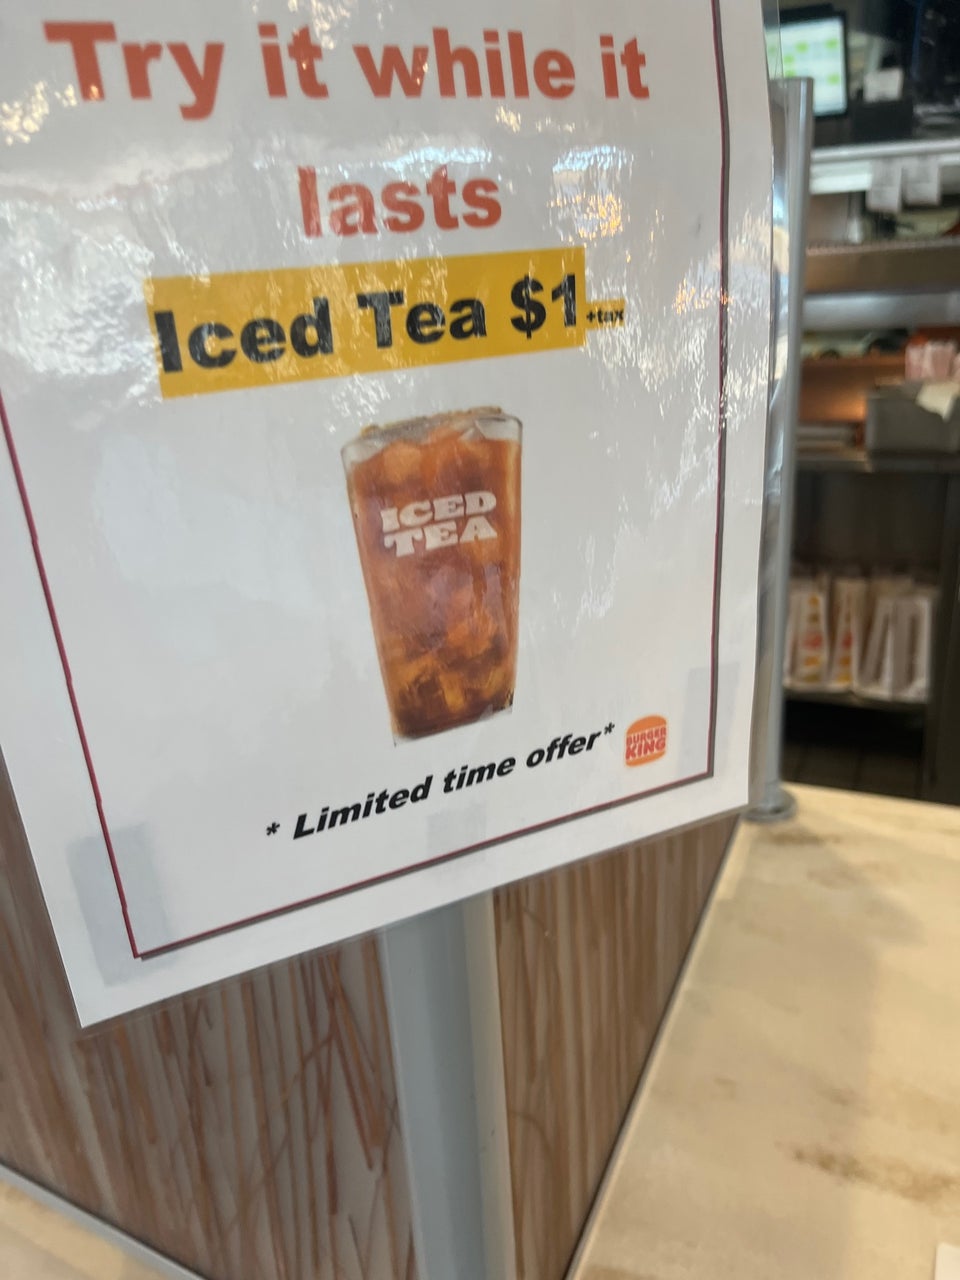 Try it while it
lasts
Iced Tea $1 +tax
ICED
TEA
* Limited time offer*
BURGER
KING